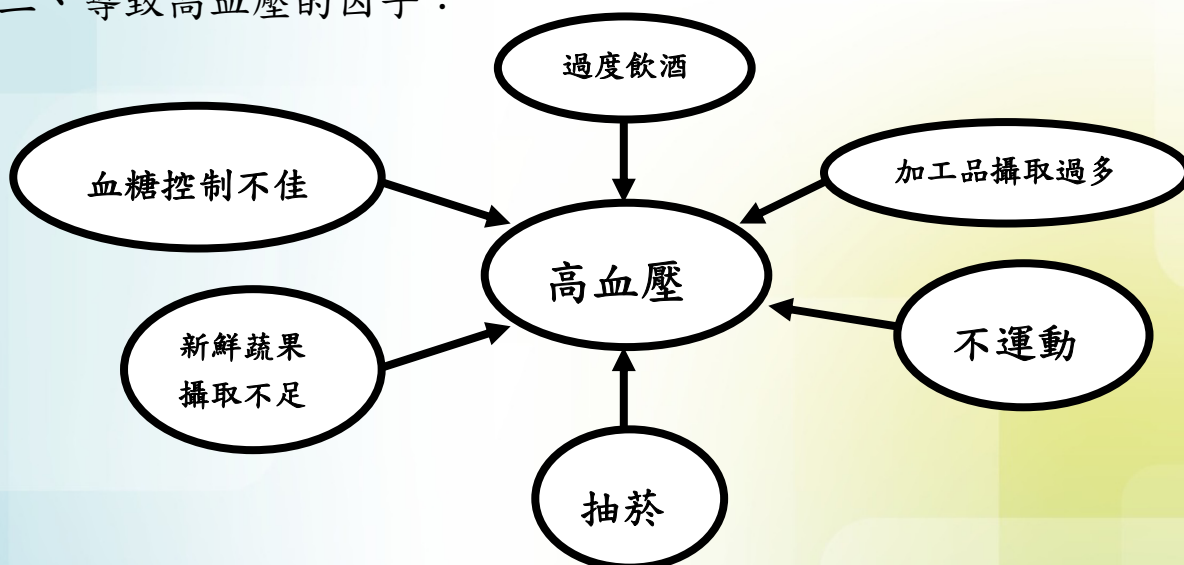 、導致高血壓的因子：
過度飲酒
血糖控制不佳
加工品攝取過多
高血壓
新鮮蔬果
攝取不足
不運動
抽菸